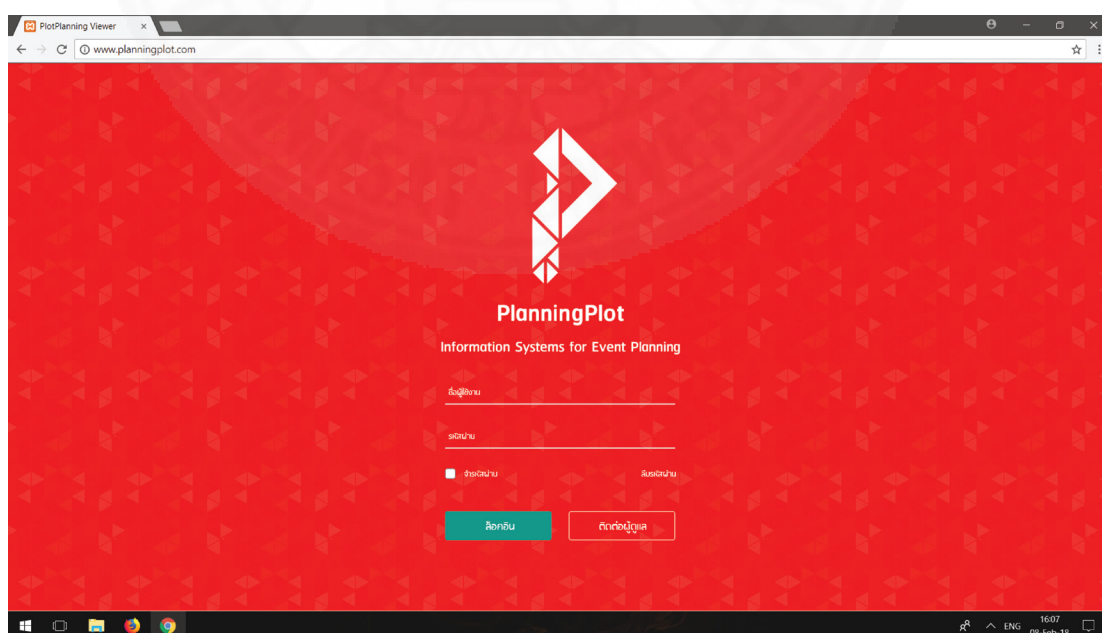 PlotPlanning Viewer
www.planningplot.com
PlanningPlot
Information Systems for Event Planning
ชื่อผู้ใช้งาน
รหัสผ่าน
จำรหัสผ่าน ลืมรหัสผ่าน
ล็อคอิน ติดต่อผู้ดูแล
ENG 16:07
08-Feb-18